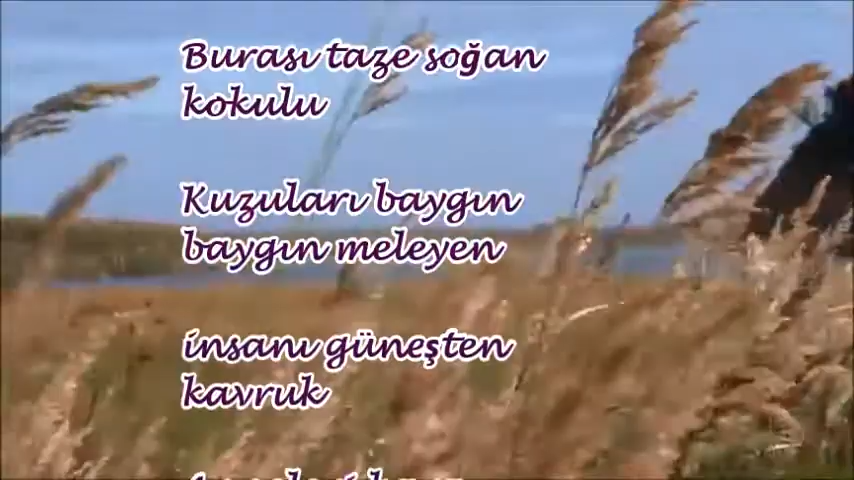 Burası taze soğan
kokulu
Kuzuları baygın
baygın meleyen
insanı güneşten
kavruk